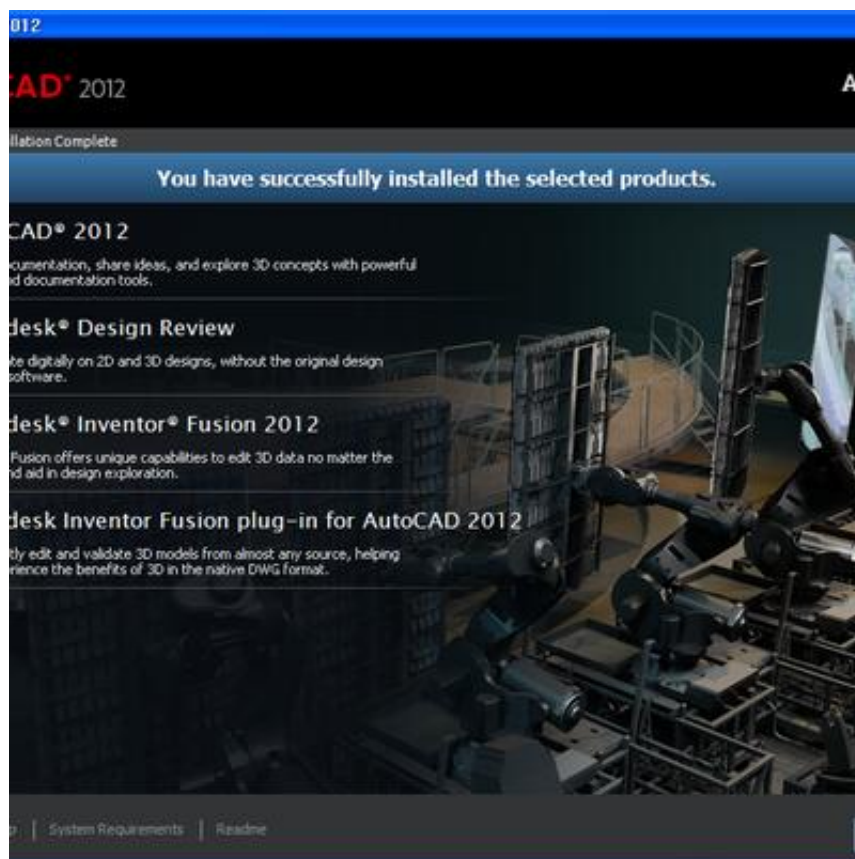 012
CAD® 2012
A
llation Complete
You have successfully installed the selected products.
CAD® 2012
cumentation, share ideas, and explore 3D concepts with powerful
d documentation tools.
desk® Design Review
te digitally on 2D and 3D designs, without the original design
software.
desk® Inventor® Fusion 2012
Fusion offers unique capabilities to edit 3D data no matter the
nd aid in design exploration.
desk Inventor Fusion plug-in for AutoCAD 2012
tly edit and validate 3D models from almost any source, helping
rience the benefits of 3D in the native DWG format.
p | System Requirements | Readme